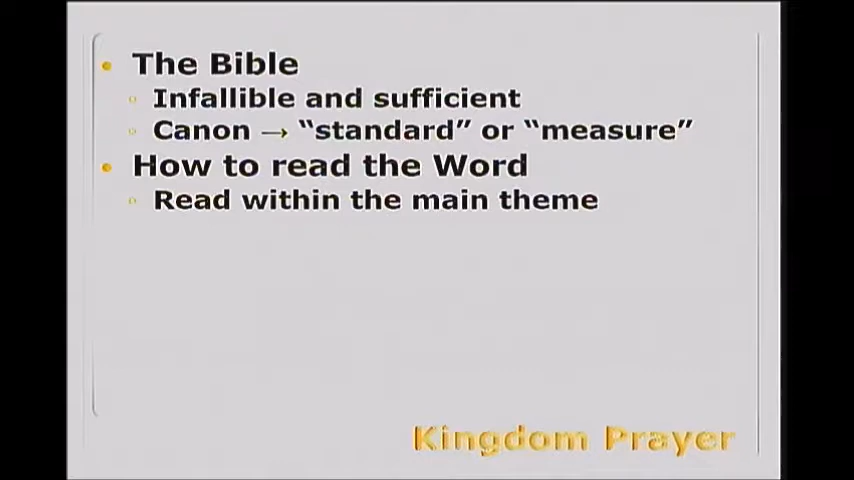 The Bible
Infallible and sufficient
Canon → “standard” or “measure”
How to read the Word
Read within the main theme
Kingdom Prayer